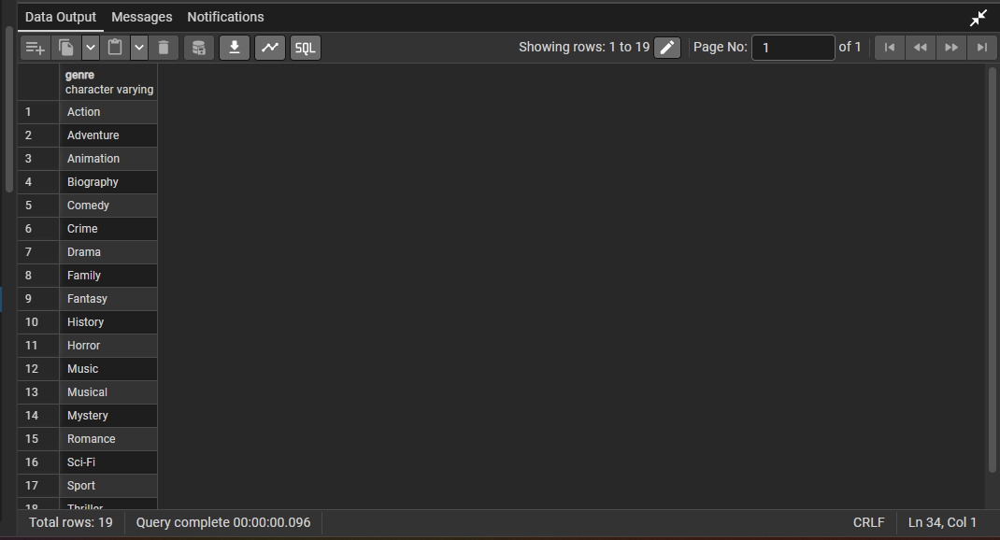 Data Output Messages Notifications
SQL Showing rows: 1 to 19 Page No: 1 of 1
genre
character varying
1 Action
2 Adventure
3 Animation
4 Biography
5 Comedy
6 Crime
7 Drama
8 Family
9 Fantasy
10 History
11 Horror
12 Music
13 Musical
14 Mystery
15 Romance
16 Sci-Fi
17 Sport
18 Thriller
Total rows: 19 Query complete 00:00:00.096 CRLF Ln 34, Col 1